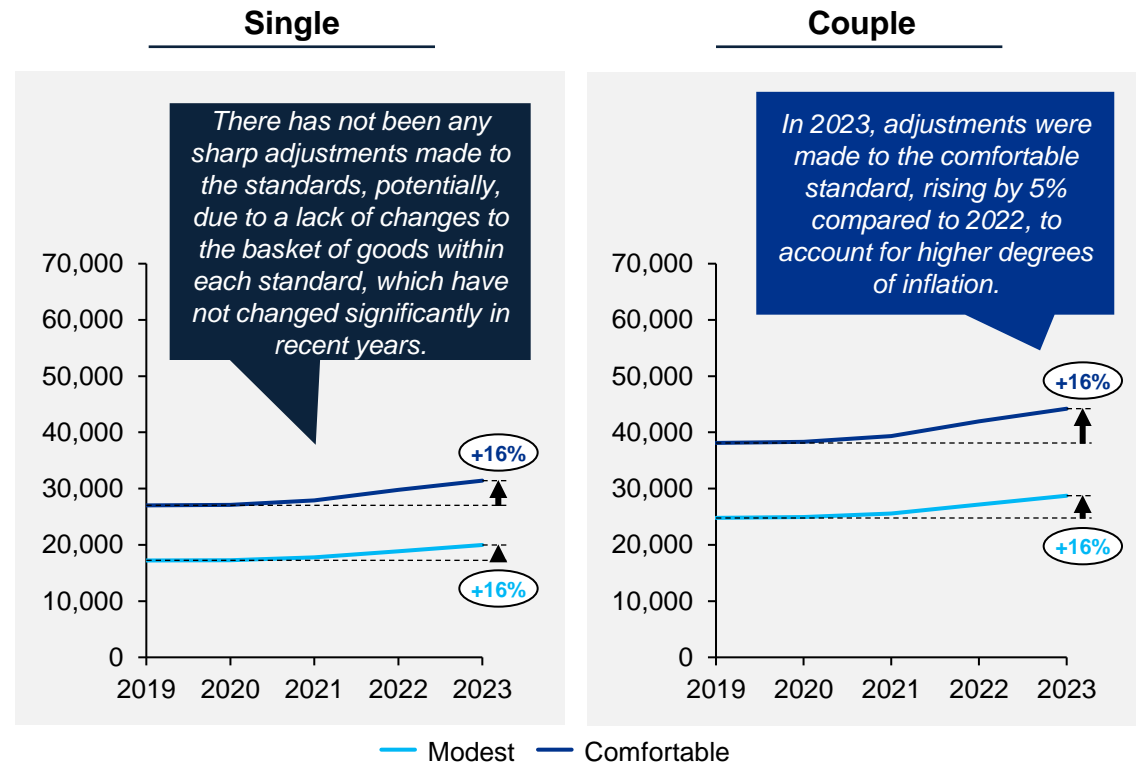 Single
There has not been any
sharp adjustments made to
the standards, potentially,
due to a lack of changes to
the basket of goods within
each standard, which have
not changed significantly in
recent years.
70,000
60,000
50,000
40,000
30,000
20,000
10,000
0
+16%
+16%
2019 2020 2021 2022 2023
Couple
In 2023, adjustments were
made to the comfortable
standard, rising by 5%
compared to 2022, to
account for higher degrees
of inflation.
70,000
60,000
50,000
40,000
30,000
20,000
10,000
0
+16%
+16%
2019 2020 2021 2022 2023
Modest Comfortable